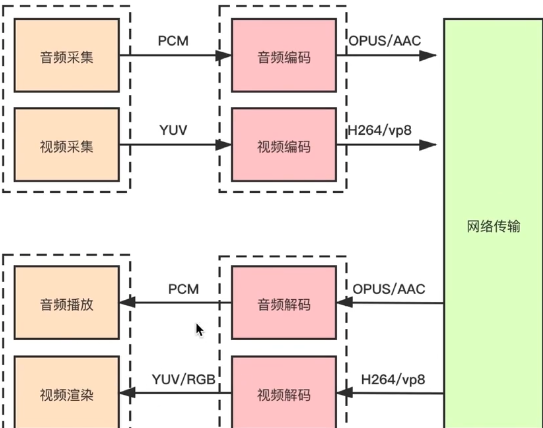 PCM
OPUS/AAC
音频采集
音频编码
YUV
H264/vp8
视频采集
视频编码
网络传输
PCM
OPUS/AAC
音频播放
音频解码
YUV/RGB
H264/vp8
视频渲染
视频解码